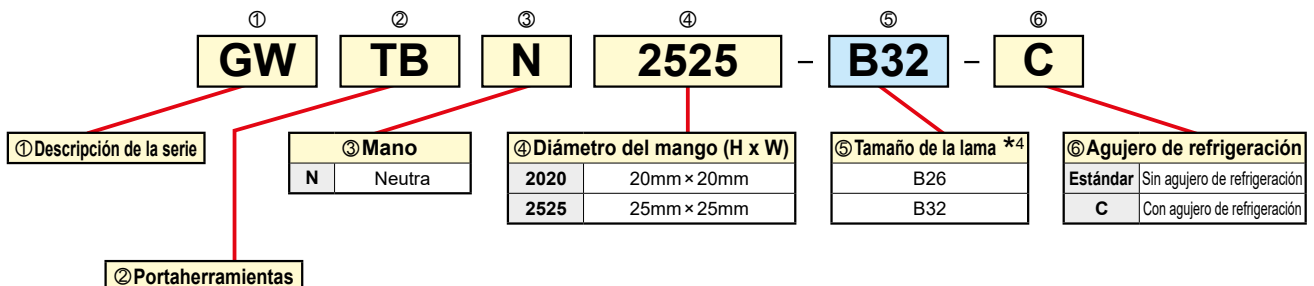 ① ② ③ ④ ⑤ ⑥
GW TB N 2525 – B32 – C
①Descripción de la serie
③Mano
N Neutra
④Diámetro del mango (H x W)
2020 20mm×20mm
2525 25mm×25mm
⑤Tamaño de la lama *4
B26
B32
⑥Agujero de refrigeración
Estándar Sin agujero de refrigeración
C Con agujero de refrigeración
②Portaherramientas